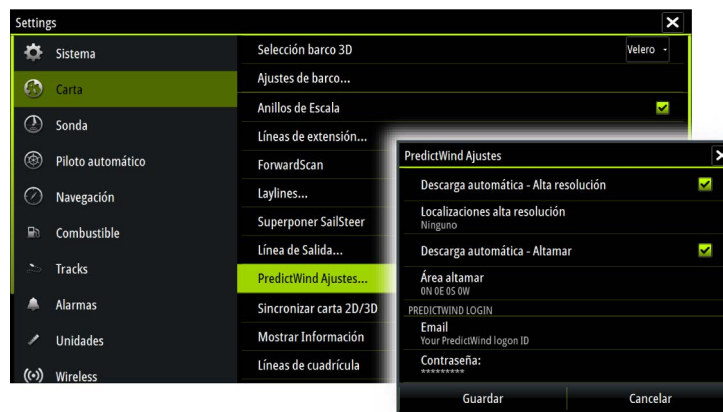 Settings
Sistema
Carta
Sonda
Piloto automático
Navegación
Combustible
Tracks
Alarmas
Unidades
Wireless
Selección barco 3D
Velero
Ajustes de barco...
Anillos de Escala
Líneas de extensión...
ForwardScan
Laylines...
Superponer SailSteer
Línea de Salida...
PredictWind Ajustes...
Sincronizar carta 2D/3D
Mostrar Información
Líneas de cuadrícula
PredictWind Ajustes
Descarga automática - Alta resolución
Localizaciones alta resolución
Ninguno
Descarga automática - Altamar
Área altamar
0N 0E 0S 0W
PREDICTWIND LOGIN
Email
Your PredictWind logon ID
Contraseña:
*********
Guardar
Cancelar